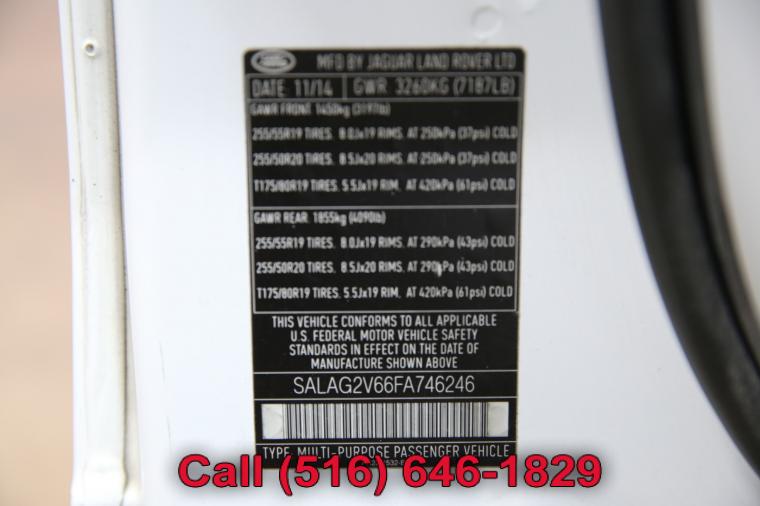 MFD BY JAGUAR LAND ROVER LTD
DATE 11/14 GWR 3260KG (7187LB)
GAWR FRONT 1450kg (3197lb)
255/55R19 TIRES. 8.0Jx19 RIMS. AT 250kPa (37psi) COLD
255/50R20 TIRES. 8.5Jx20 RIMS. AT 250kPa (37psi) COLD
T175/80R19 TIRES. 5.5Jx19 RIM. AT 420kPa (61psi) COLD
GAWR REAR 1855kg (4090lb)
255/55R19 TIRES. 8.0Jx19 RIMS. AT 290kPa (43psi) COLD
255/50R20 TIRES. 8.5Jx20 RIMS. AT 290kPa (43psi) COLD
T175/80R19 TIRES. 5.5Jx19 RIM. AT 420kPa (61psi) COLD
THIS VEHICLE CONFORMS TO ALL APPLICABLE
U.S. FEDERAL MOTOR VEHICLE SAFETY
STANDARDS IN EFFECT ON THE DATE OF
MANUFACTURE SHOWN ABOVE
SALAG2V66FA746246
TYPE, MULTI-PURPOSE PASSENGER VEHICLE
Call (516) 646-1829